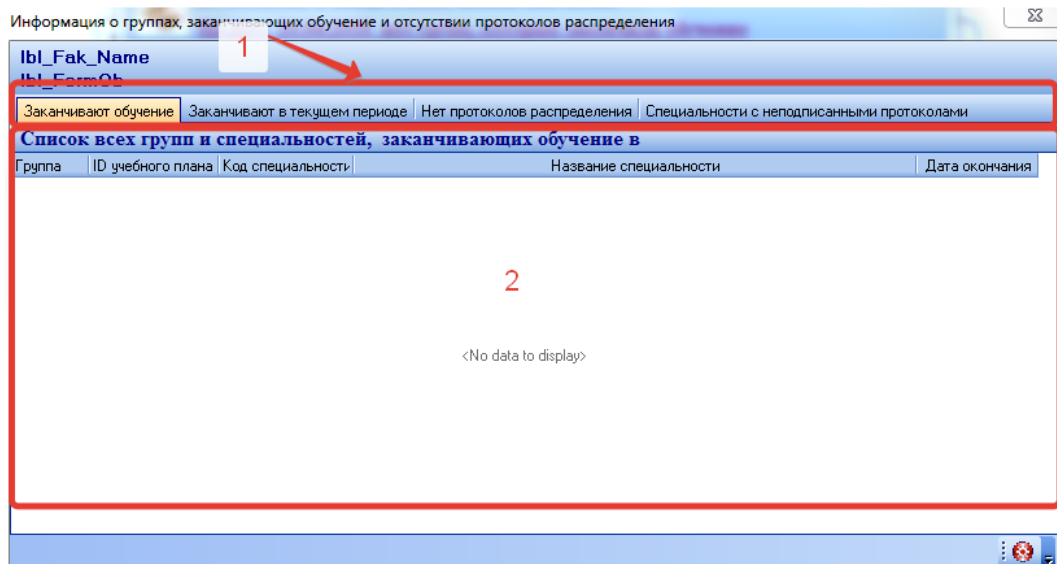 Информация о группах, заканчивающих обучение и отсутствии протоколов распределения
1
lbl_Fak_Name
lbl_FormOb
Заканчивают обучение Заканчивают в текущем периоде Нет протоколов распределения Специальности с неподписанными протоколами
Список всех групп и специальностей, заканчивающих обучение в
Группа ID учебного плана Код специальности Название специальности Дата окончания
2
<No data to display>